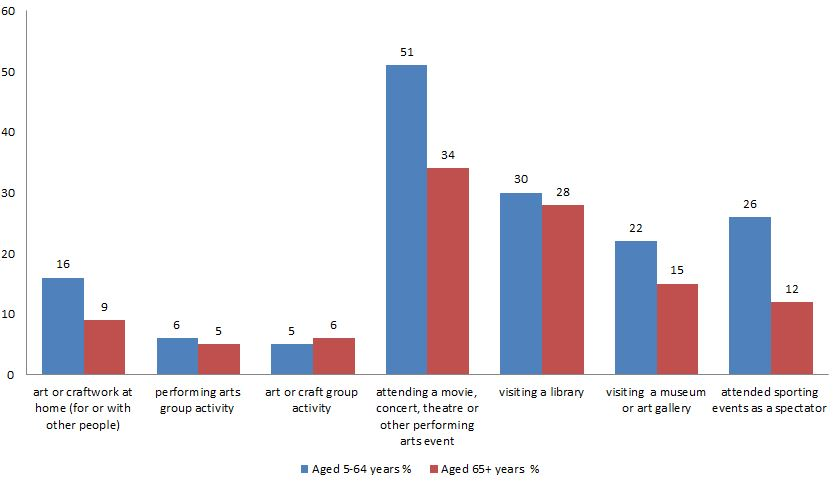 60
50
40
30
20
10
0
16
9
6
5
5
6
51
34
30
28
22
15
26
12
art or craftwork at
home (for or with
other people)
performing arts
group activity
art or craft group
activity
attending a movie,
concert, theatre or
other performing
arts event
visiting a library
visiting a museum
or art gallery
attended sporting
events as a spectator
Aged 5-64 years % Aged 65+ years %